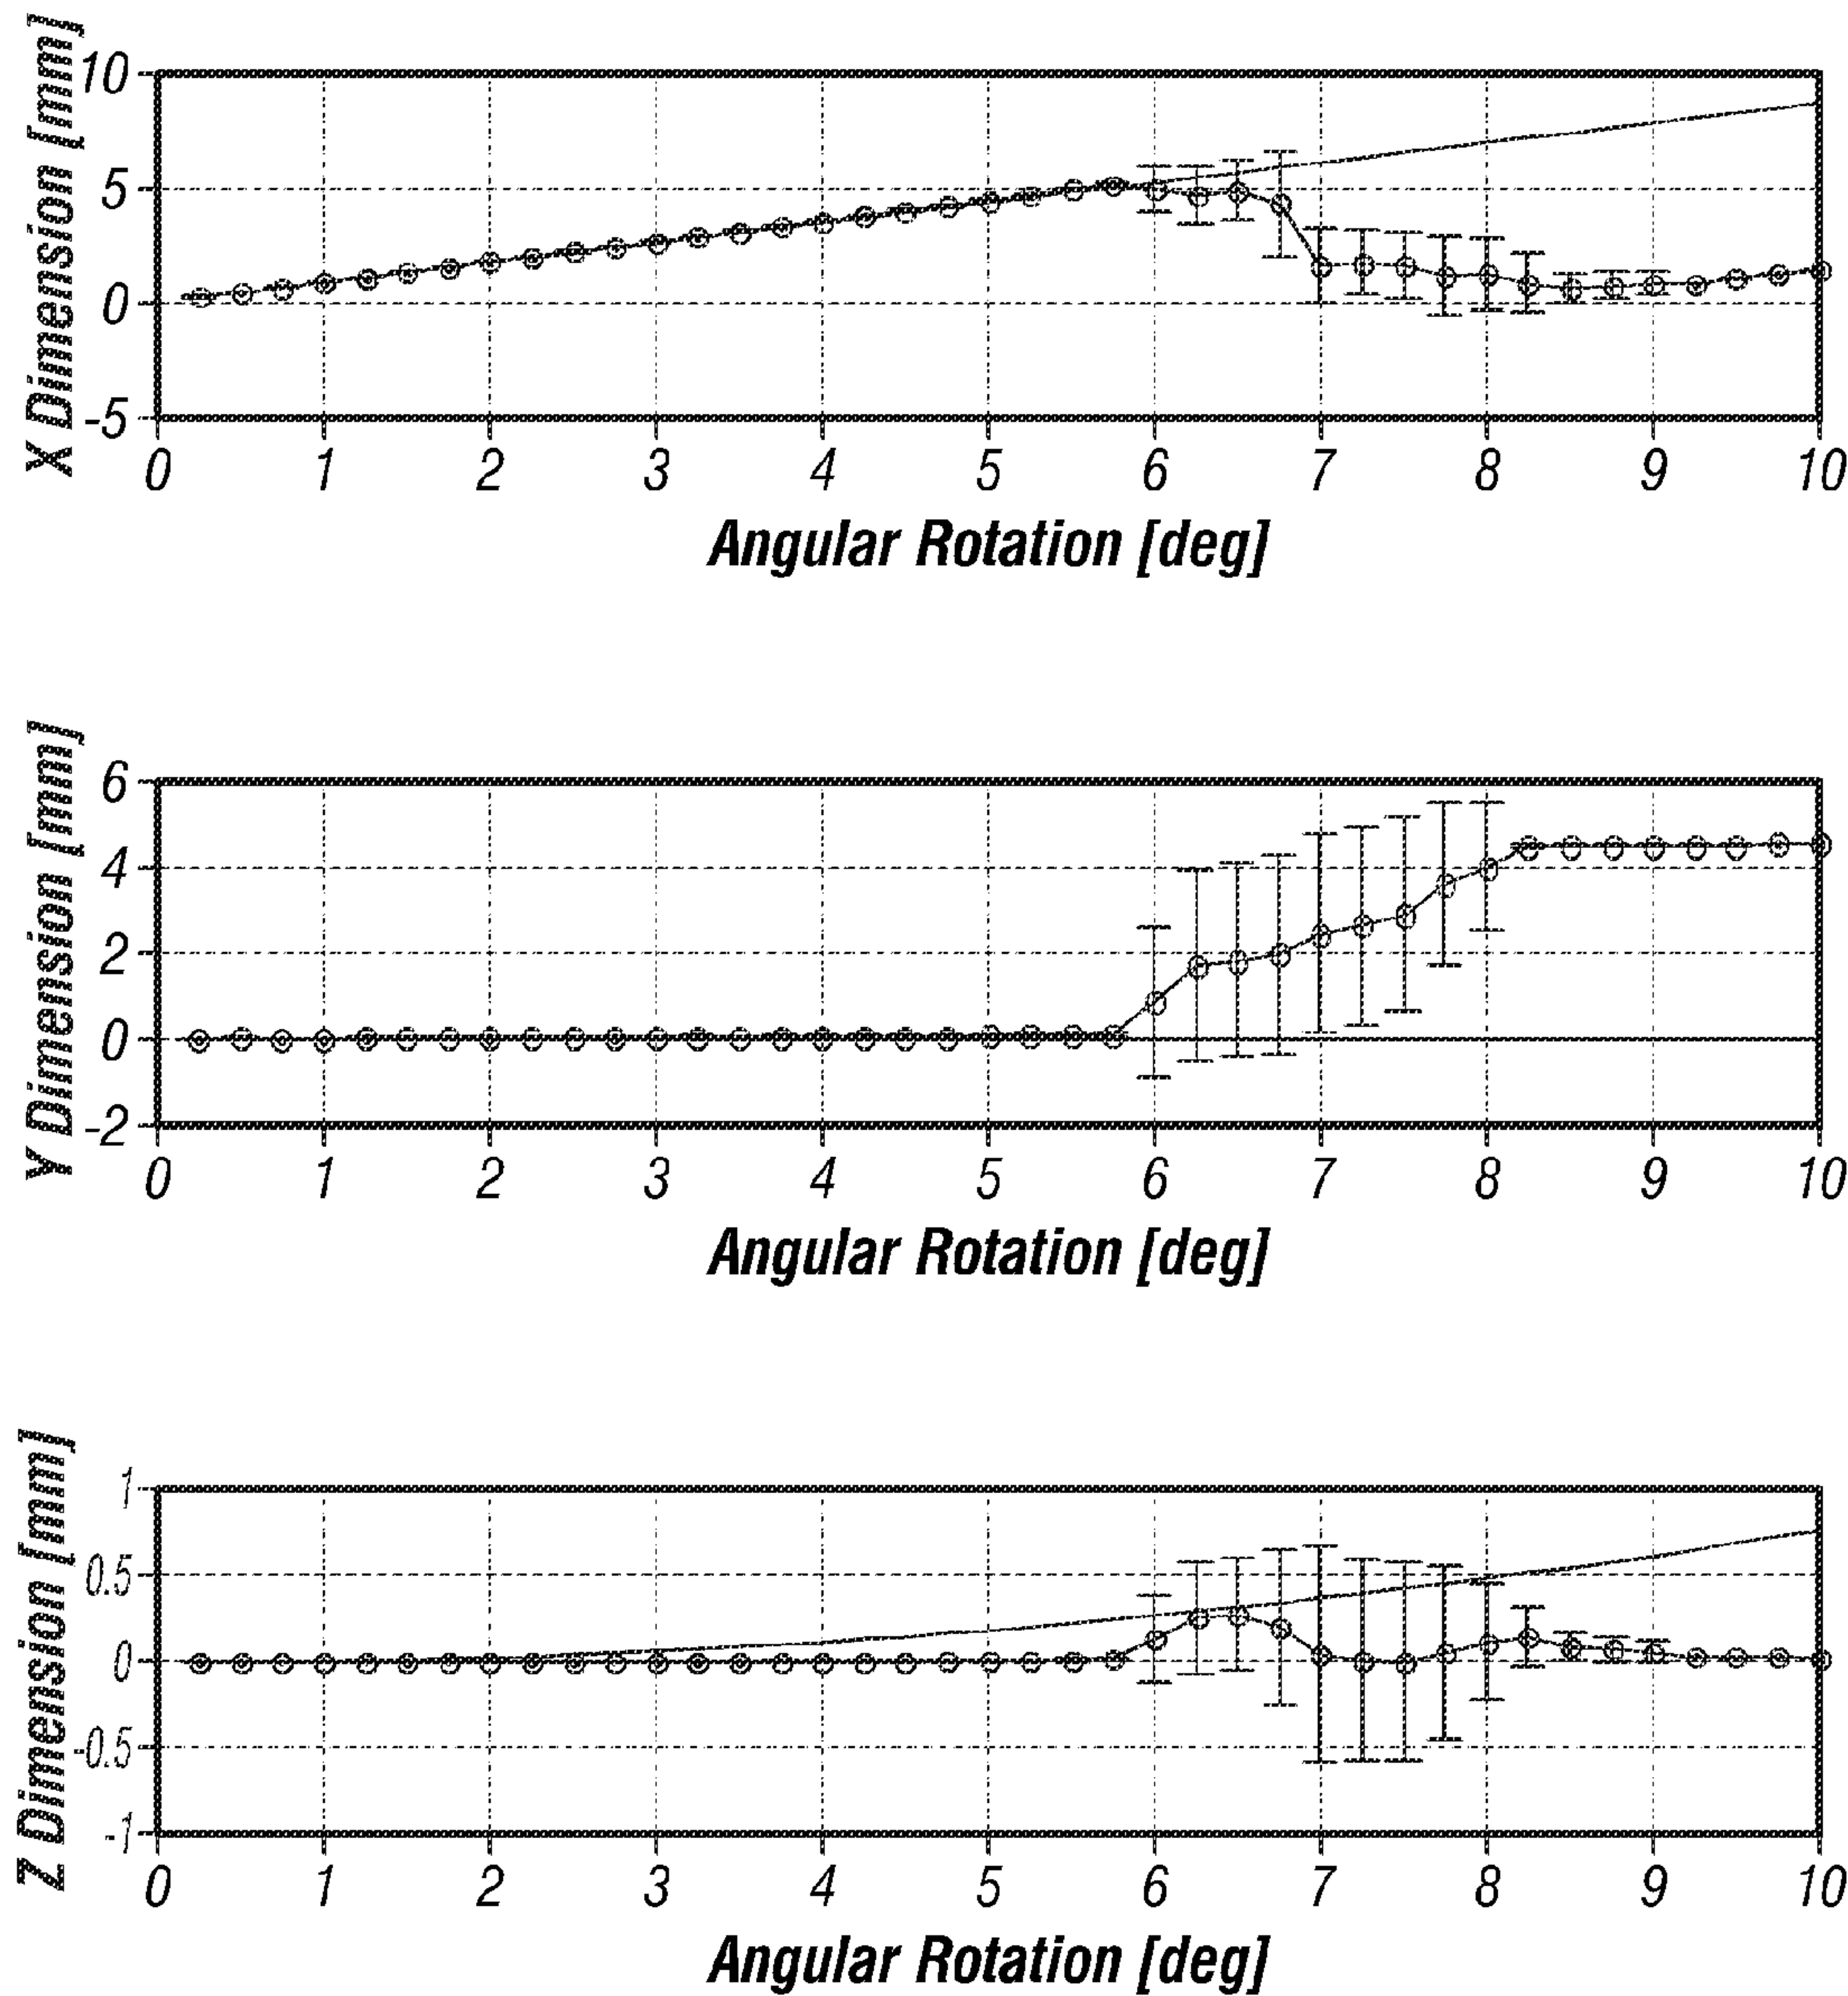 X Dimension [mm]
10
5
0
-5
0 1 2 3 4 5 6 7 8 9 10
Angular Rotation [deg]
Y Dimension [mm]
6
4
2
0
-2
0 1 2 3 4 5 6 7 8 9 10
Angular Rotation [deg]
Z Dimension [mm]
1
0.5
0
-0.5
-1
0 1 2 3 4 5 6 7 8 9 10
Angular Rotation [deg]